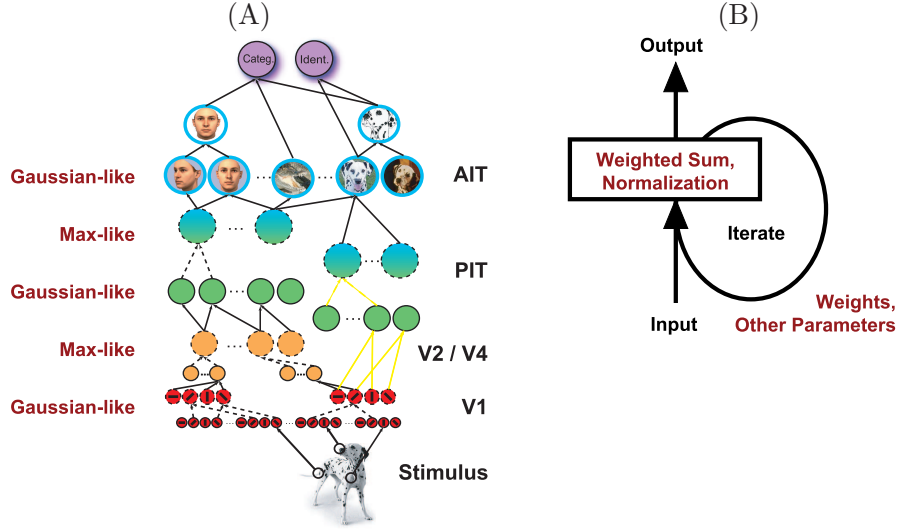 (A)
Categ.
Ident.
Gaussian-like
AIT
Max-like
PIT
Gaussian-like
Max-like
V2 / V4
Gaussian-like
V1
Stimulus
(B)
Output
Weighted Sum,
Normalization
Iterate
Input
Weights,
Other Parameters